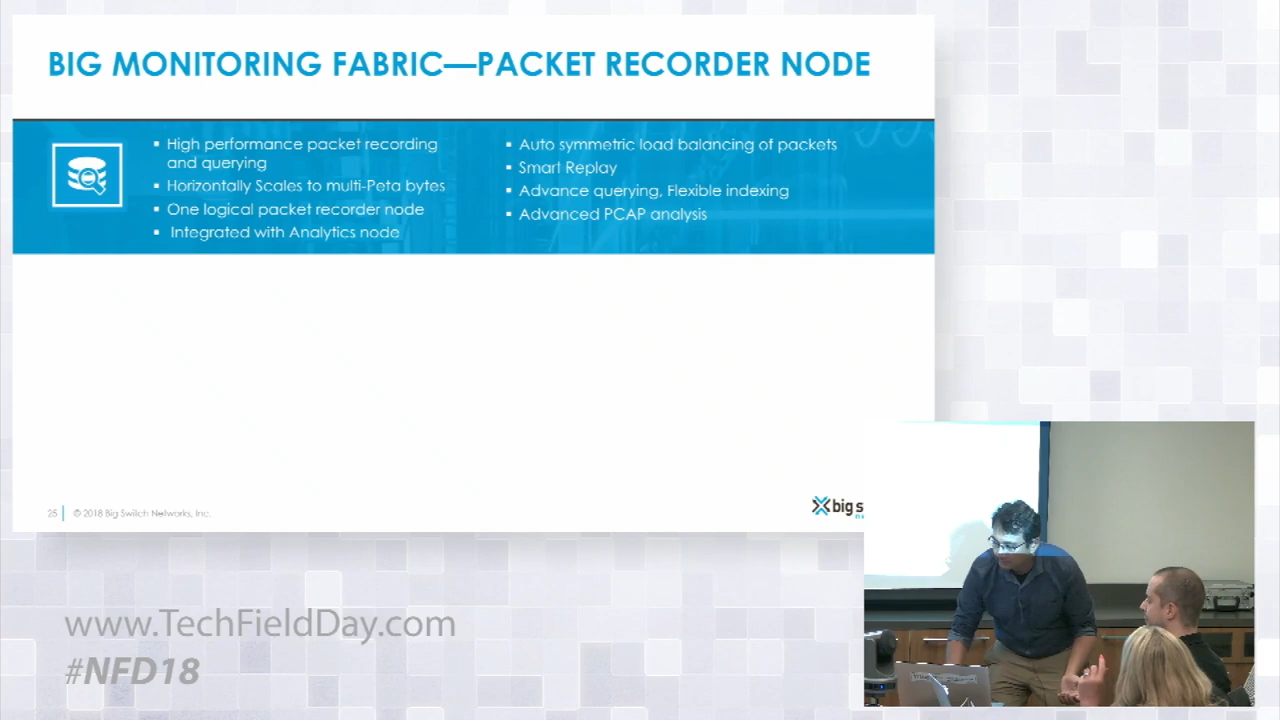 BIG MONITORING FABRIC—PACKET RECORDER NODE
▪ High performance packet recording
and querying
▪ Horizontally Scales to multi-Peta bytes
▪ One logical packet recorder node
▪ Integrated with Analytics node
▪ Auto symmetric load balancing of packets
▪ Smart Replay
▪ Advance querying, Flexible indexing
▪ Advanced PCAP analysis
25 | © 2018 Big Switch Networks, Inc.
big s
www.TechFieldDay.com
#NFD18